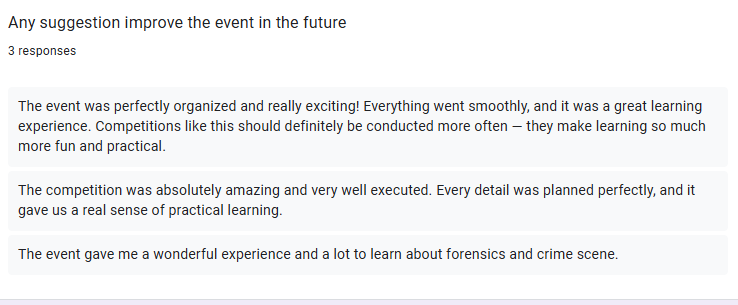 Any suggestion improve the event in the future
3 responses
The event was perfectly organized and really exciting! Everything went smoothly, and it was a great learning
experience. Competitions like this should definitely be conducted more often — they make learning so much
more fun and practical.
The competition was absolutely amazing and very well executed. Every detail was planned perfectly, and it
gave us a real sense of practical learning.
The event gave me a wonderful experience and a lot to learn about forensics and crime scene.